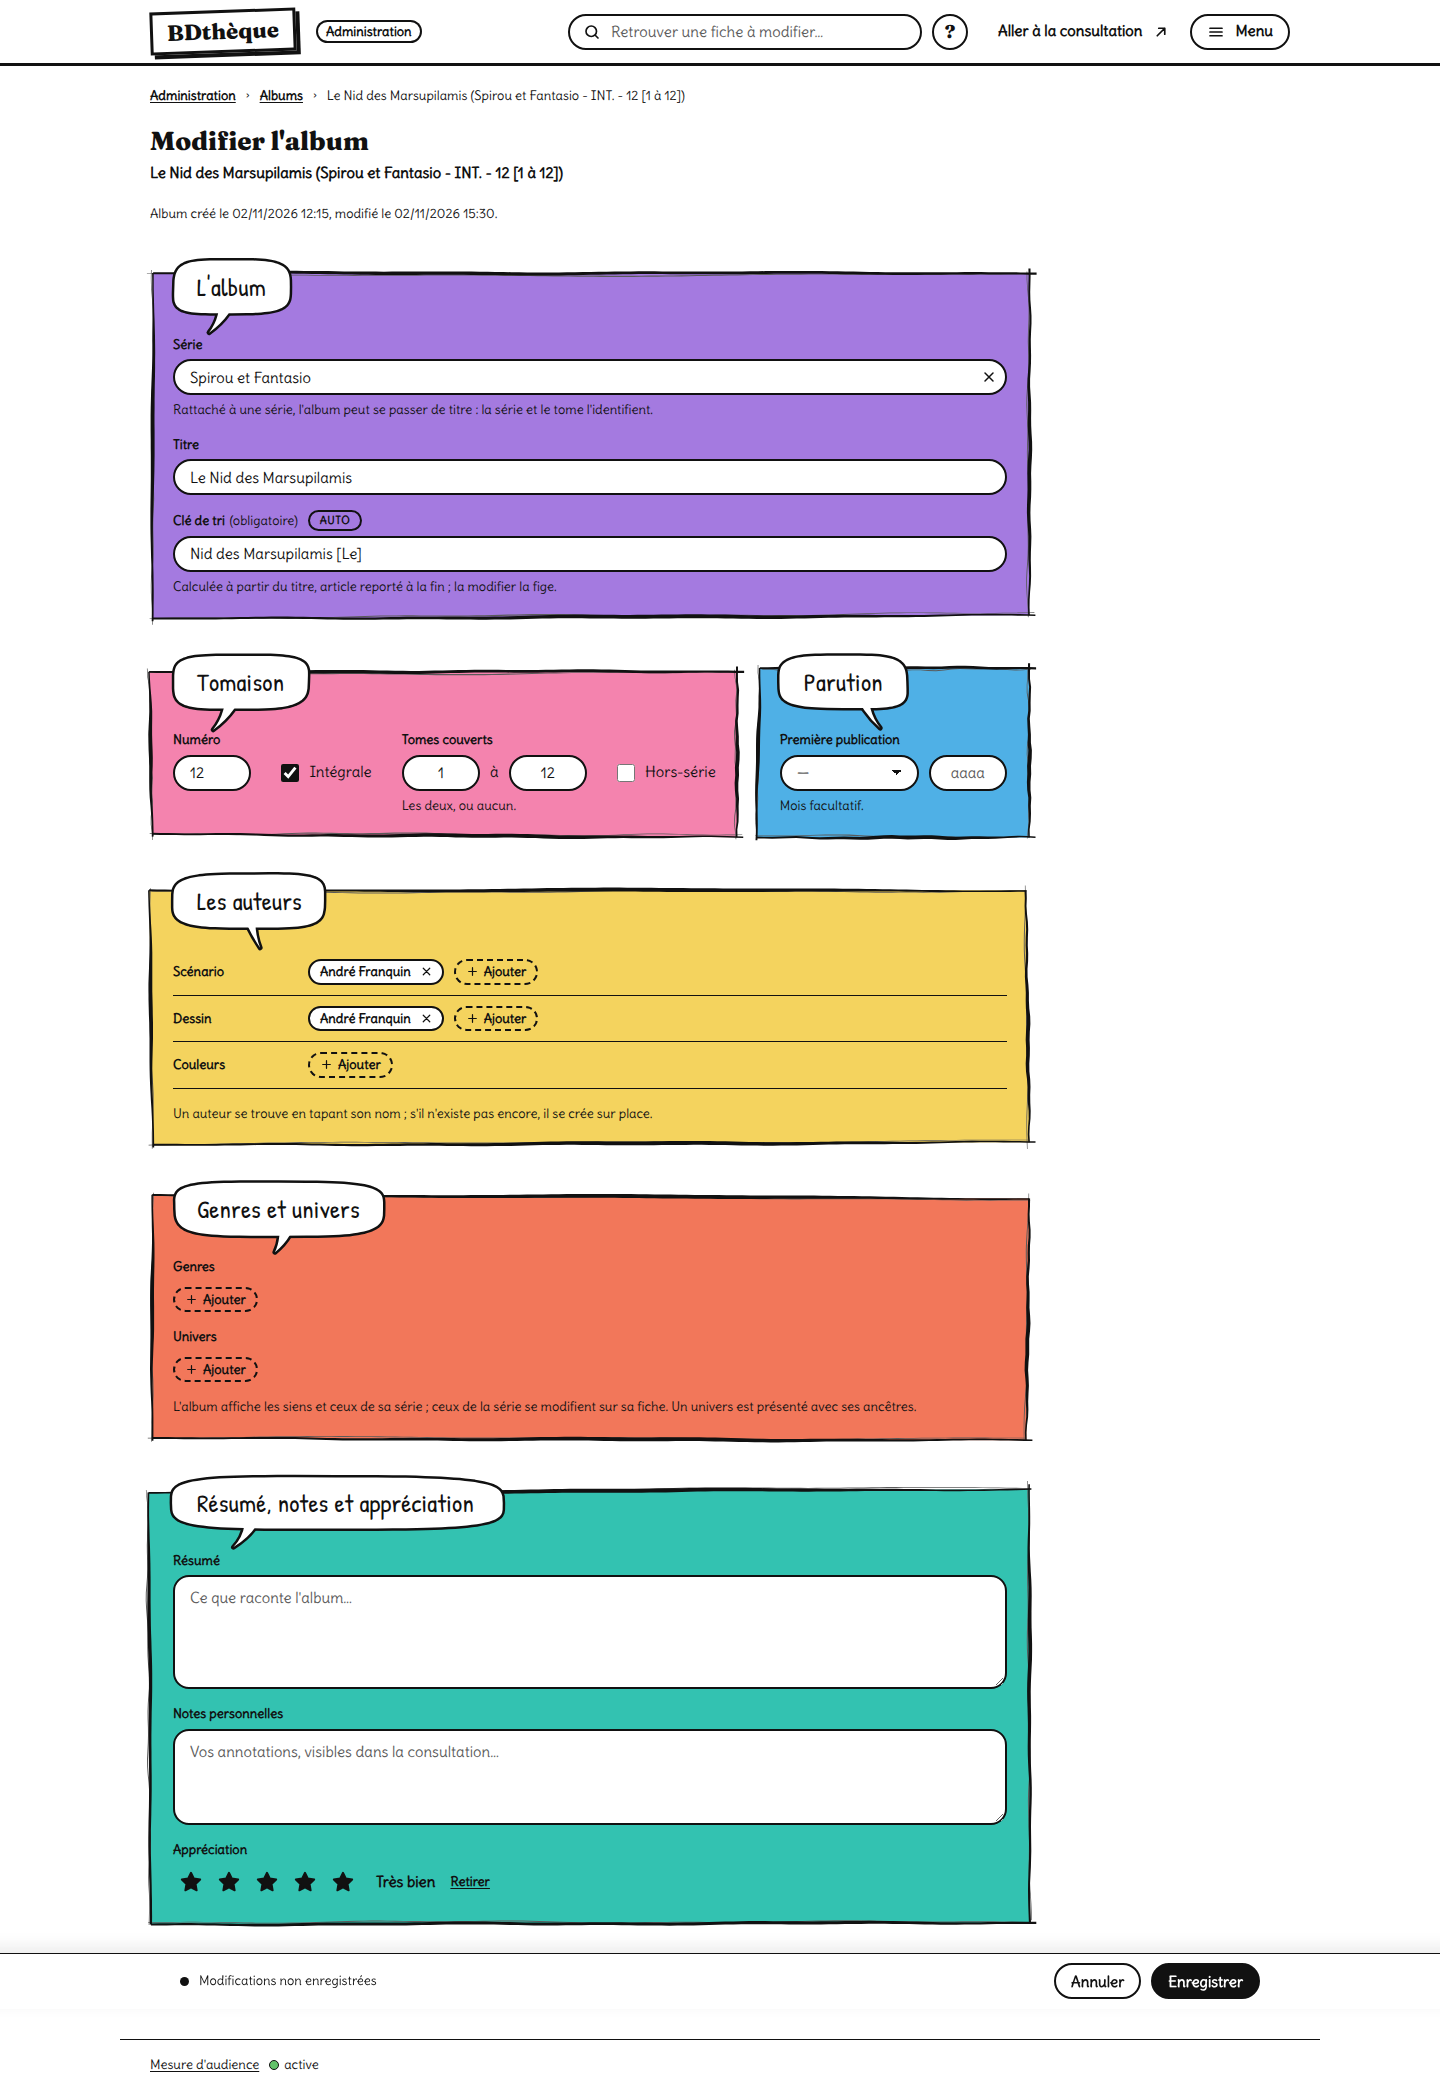 BDthèque
Administration
Retrouver une fiche à modifier...
?
Aller à la consultation
Menu
Administration › Albums › Le Nid des Marsupilamis (Spirou et Fantasio - INT. - 12 [1 à 12])
Modifier l'album
Le Nid des Marsupilamis (Spirou et Fantasio - INT. - 12 [1 à 12])
Album créé le 02/11/2026 12:15, modifié le 02/11/2026 15:30.
L'album
Série
Spirou et Fantasio
Rattaché à une série, l'album peut se passer de titre : la série et le tome l'identifient.
Titre
Le Nid des Marsupilamis
Clé de tri (obligatoire) AUTO
Nid des Marsupilamis [Le]
Calculée à partir du titre, article reporté à la fin ; la modifier la fige.
Tomaison
Numéro
12
Intégrale
Tomes couverts
1 à 12
Les deux, ou aucun.
Hors-série
Parution
Première publication
— aaaa
Mois facultatif.
Les auteurs
Scénario André Franquin × + Ajouter
Dessin André Franquin × + Ajouter
Couleurs + Ajouter
Un auteur se trouve en tapant son nom ; s'il n'existe pas encore, il se crée sur place.
Genres et univers
Genres
+ Ajouter
Univers
+ Ajouter
L'album affiche les siens et ceux de sa série ; ceux de la série se modifient sur sa fiche. Un univers est présenté avec ses ancêtres.
Résumé, notes et appréciation
Résumé
Ce que raconte l'album...
Notes personnelles
Vos annotations, visibles dans la consultation...
Appréciation
Très bien Retirer
Modifications non enregistrées
Annuler
Enregistrer
Mesure d'audience active